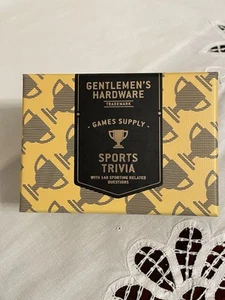 GENTLEMEN'S
HARDWARE
TRADEMARK
- GAMES SUPPLY -
SPORTS
TRIVIA
WITH 140 SPORTING RELATED
QUESTIONS